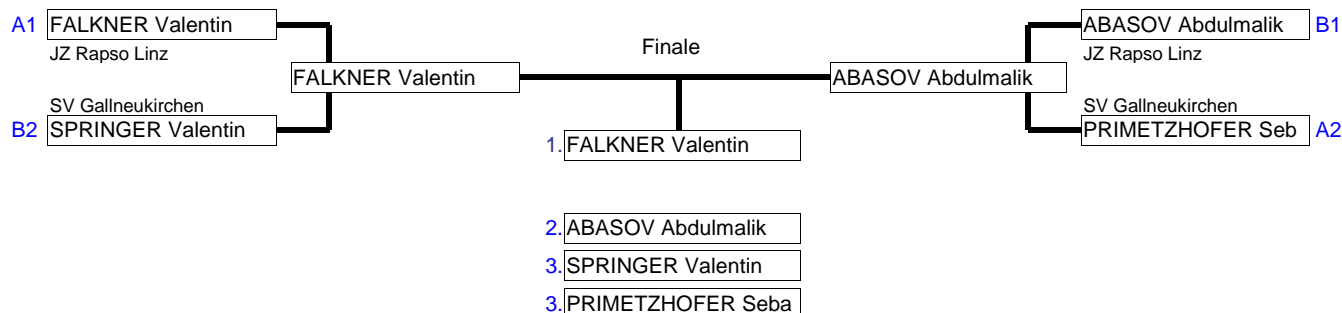 A1 FALKNER Valentin
JZ Rapso Linz
FALKNER Valentin
SV Gallneukirchen
B2 SPRINGER Valentin
Finale
ABASOV Abdulmalik B1
JZ Rapso Linz
ABASOV Abdulmalik
SV Gallneukirchen
PRIMETZHOFER Seb A2
1. FALKNER Valentin
2. ABASOV Abdulmalik
3. SPRINGER Valentin
3. PRIMETZHOFER Seba